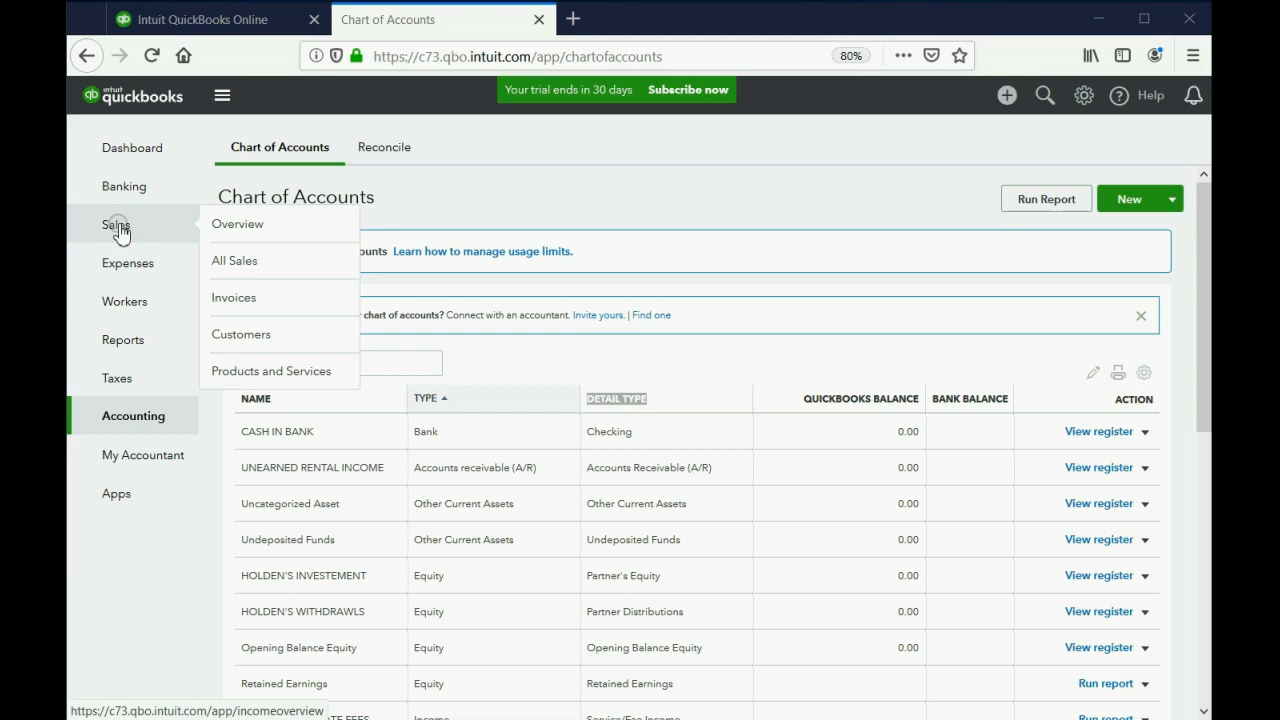 Intuit QuickBooks Online
Chart of Accounts
https://c73.qbo.intuit.com/app/chartofaccounts
80%
intuit quickbooks
Your trial ends in 30 days Subscribe now
Help
Dashboard
Banking
Sales
Expenses
Workers
Reports
Taxes
Accounting
My Accountant
Apps
Overview
All Sales
Invoices
Customers
Products and Services
Chart of Accounts Reconcile
Chart of Accounts
Run Report New
ounts Learn how to manage usage limits.
chart of accounts? Connect with an accountant. Invite yours. | Find one
NAME TYPE DETAIL TYPE QUICKBOOKS BALANCE BANK BALANCE ACTION
CASH IN BANK Bank Checking 0.00 View register
UNEARNED RENTAL INCOME Accounts receivable (A/R) Accounts Receivable (A/R) 0.00 View register
Uncategorized Asset Other Current Assets Other Current Assets 0.00 View register
Undeposited Funds Other Current Assets Undeposited Funds 0.00 View register
HOLDEN'S INVESTEMENT Equity Partner's Equity 0.00 View register
HOLDEN'S WITHDRAWLS Equity Partner Distributions 0.00 View register
Opening Balance Equity Equity Opening Balance Equity 0.00 View register
Retained Earnings Equity Retained Earnings Run report
FEES Income Service/Fee Income Run report
https://c73.qbo.intuit.com/app/incomeoverview